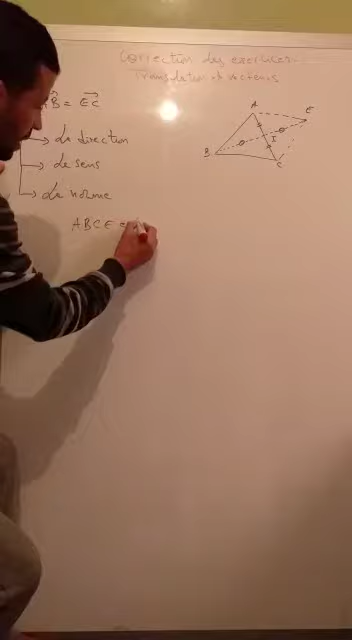 Correction des exercices
Translation et vecteurs
AB = EC
La direction
Le sens
La norme
ABCE =
A
E
B
I
C